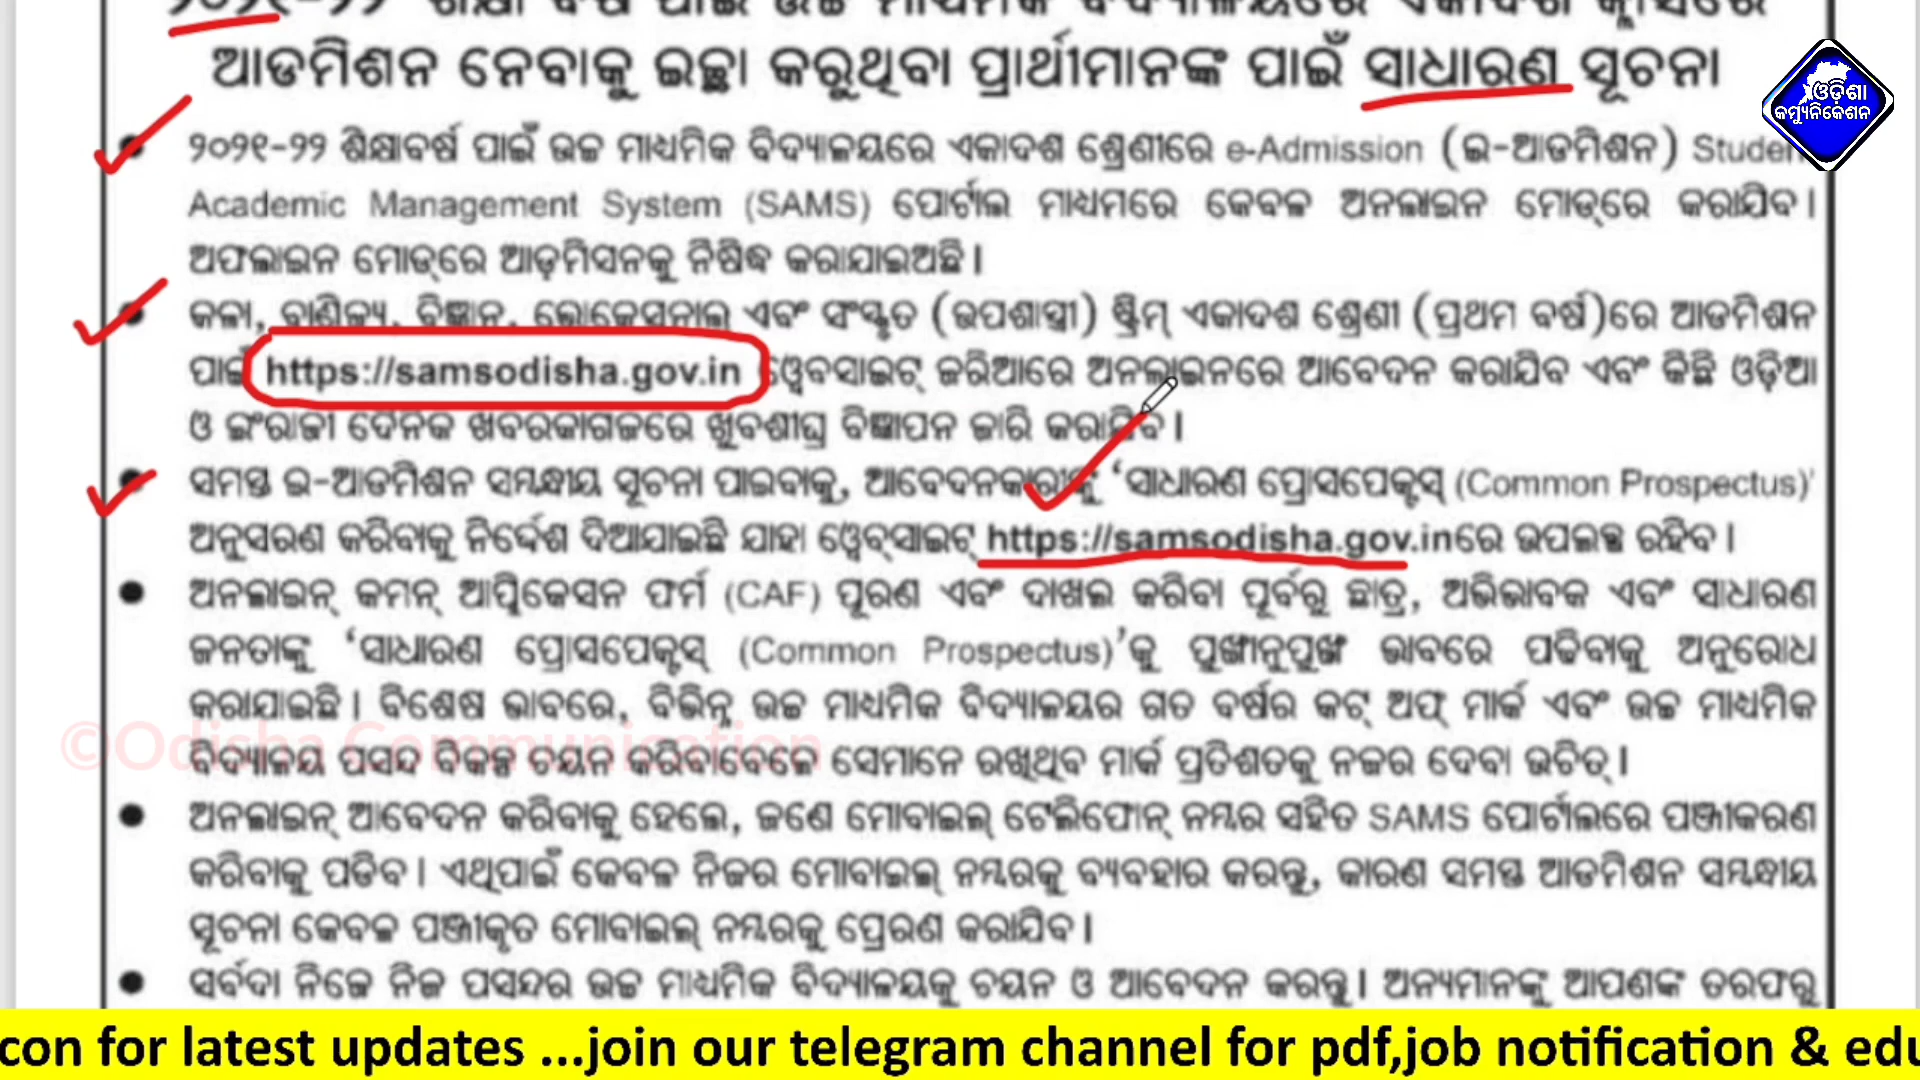 ୨୦୨୧-୨୨ ଶିକ୍ଷା ବର୍ଷ ପାଇଁ ଉଚ୍ଚ ମାଧ୍ୟମିକ ବିଦ୍ୟାଳୟରେ ଏକାଦଶ କ୍ଲାସରେ
ଆଡମିଶନ ନେବାକୁ ଇଚ୍ଛା କରୁଥିବା ପ୍ରାର୍ଥୀମାନଙ୍କ ପାଇଁ ସାଧାରଣ ସୂଚନା
ଓଡ଼ିଶା
କମ୍ୟୁନିକେଶନ
● ୨୦୨୧-୨୨ ଶିକ୍ଷାବର୍ଷ ପାଇଁ ଉଚ୍ଚ ମାଧ୍ୟମିକ ବିଦ୍ୟାଳୟରେ ଏକାଦଶ ଶ୍ରେଣୀରେ e-Admission (ଇ-ଆଡମିଶନ) Student
Academic Management System (SAMS) ପୋର୍ଟାଲ ମାଧ୍ୟମରେ କେବଳ ଅନଲାଇନ ମୋଡ୍‌ରେ କରାଯିବ।
ଅଫଲାଇନ ମୋଡ୍‌ରେ ଆଡ଼ମିସନକୁ ନିଷିଦ୍ଧ କରାଯାଇଅଛି।
● କଳା, ବାଣିଜ୍ୟ, ବିଜ୍ଞାନ, ଭୋକେସନାଲ୍ ଏବଂ ସଂସ୍କୃତ (ଉପଶାସ୍ତ୍ରୀ) ଷ୍ଟ୍ରିମ୍ ଏକାଦଶ ଶ୍ରେଣୀ (ପ୍ରଥମ ବର୍ଷ)ରେ ଆଡମିଶନ
ପାଇଁ https://samsodisha.gov.in ୱେବସାଇଟ୍ ଜରିଆରେ ଅନଲାଇନରେ ଆବେଦନ କରାଯିବ ଏବଂ କିଛି ଓଡ଼ିଆ
ଓ ଇଂରାଜୀ ଦୈନିକ ଖବରକାଗଜରେ ଖୁବଶୀଘ୍ର ବିଜ୍ଞାପନ ଜାରି କରାଯିବ।
● ସମସ୍ତ ଇ-ଆଡମିଶନ ସମ୍ବନ୍ଧୀୟ ସୂଚନା ପାଇବାକୁ, ଆବେଦନକାରୀଙ୍କୁ ‘ସାଧାରଣ ପ୍ରୋସପେକ୍ଟସ୍ (Common Prospectus)’
ଅନୁସରଣ କରିବାକୁ ନିର୍ଦ୍ଦେଶ ଦିଆଯାଇଛି ଯାହା ୱେବ୍‌ସାଇଟ୍ https://samsodisha.gov.inରେ ଉପଲବ୍ଧ ରହିବ।
● ଅନଲାଇନ୍ କମନ୍ ଆପ୍ଲିକେସନ ଫର୍ମ (CAF) ପୂରଣ ଏବଂ ଦାଖଲ କରିବା ପୂର୍ବରୁ ଛାତ୍ର, ଅଭିଭାବକ ଏବଂ ସାଧାରଣ
ଜନତାଙ୍କୁ ‘ସାଧାରଣ ପ୍ରୋସପେକ୍ଟସ୍ (Common Prospectus)’କୁ ପୁଙ୍ଖାନୁପୁଙ୍ଖ ଭାବରେ ପଢିବାକୁ ଅନୁରୋଧ
କରାଯାଇଛି। ବିଶେଷ ଭାବରେ, ବିଭିନ୍ନ ଉଚ୍ଚ ମାଧ୍ୟମିକ ବିଦ୍ୟାଳୟର ଗତ ବର୍ଷର କଟ୍ ଅଫ୍ ମାର୍କ ଏବଂ ଉଚ୍ଚ ମାଧ୍ୟମିକ
©Odisha Communication
ବିଦ୍ୟାଳୟ ପସନ୍ଦ ବିକଳ୍ପ ଚୟନ କରିବାବେଳେ ସେମାନେ ରଖିଥିବ ମାର୍କ ପ୍ରତିଶତକୁ ନଜର ଦେବା ଉଚିତ୍।
● ଅନଲାଇନ୍ ଆବେଦନ କରିବାକୁ ହେଲେ, ଜଣେ ମୋବାଇଲ୍ ଟେଲିଫୋନ୍ ନମ୍ବର ସହିତ SAMS ପୋର୍ଟାଲରେ ପଞ୍ଜୀକରଣ
କରିବାକୁ ପଡିବ। ଏଥିପାଇଁ କେବଳ ନିଜର ମୋବାଇଲ୍ ନମ୍ବରକୁ ବ୍ୟବହାର କରନ୍ତୁ, କାରଣ ସମସ୍ତ ଆଡମିଶନ ସମ୍ବନ୍ଧୀୟ
ସୂଚନା କେବଳ ପଞ୍ଜୀକୃତ ମୋବାଇଲ୍ ନମ୍ବରକୁ ପ୍ରେରଣ କରାଯିବ।
● ସର୍ବଦା ନିଜେ ନିଜ ପସନ୍ଦର ଉଚ୍ଚ ମାଧ୍ୟମିକ ବିଦ୍ୟାଳୟକୁ ଚୟନ ଓ ଆବେଦନ କରନ୍ତୁ। ଅନ୍ୟମାନଙ୍କୁ ଆପଣଙ୍କ ତରଫରୁ
con for latest updates ...join our telegram channel for pdf,job notification & edu